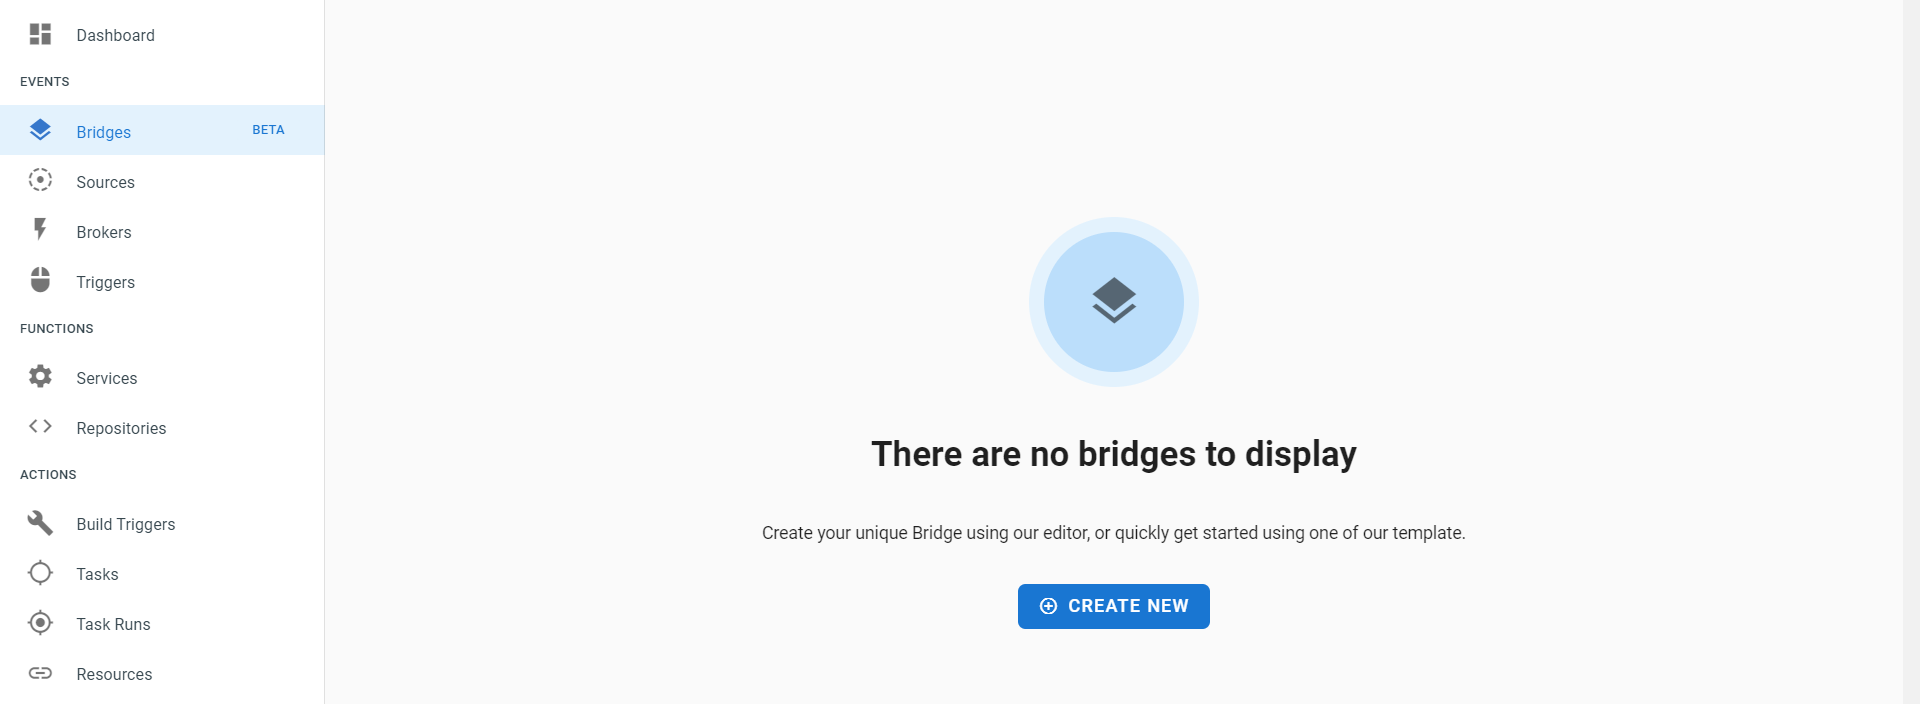 Dashboard
EVENTS
Bridges BETA
Sources
Brokers
Triggers
FUNCTIONS
Services
Repositories
ACTIONS
Build Triggers
Tasks
Task Runs
Resources
There are no bridges to display
Create your unique Bridge using our editor, or quickly get started using one of our template.
CREATE NEW